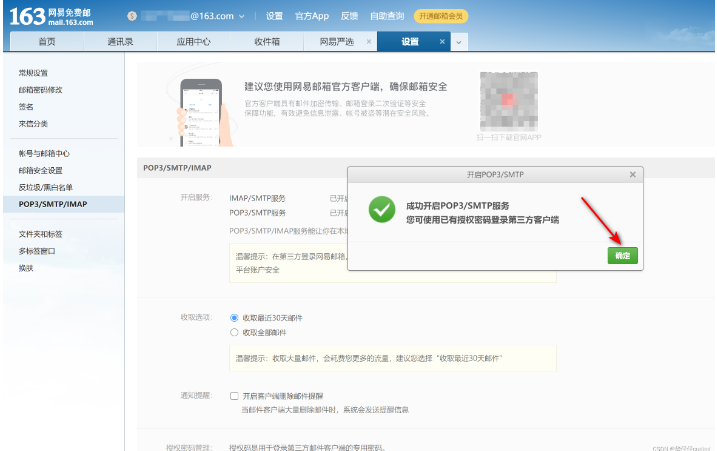 163 网易免费邮
mail.163.com
@163.com
设置
官方App
反馈
自助查询
开通邮箱会员
首页
通讯录
应用中心
收件箱
网易严选
设置
常规设置
邮箱密码修改
签名
来信分类
帐号与邮箱中心
邮箱安全设置
反垃圾/黑白名单
POP3/SMTP/IMAP
文件夹和标签
多标签窗口
换肤
建议您使用网易邮箱官方客户端，确保邮箱安全
官方客户端具有邮件加密传输、邮箱登录二次验证等安全
保障功能，有效避免信息泄露、帐号被盗等潜在安全风险。
扫一扫下载官网APP
POP3/SMTP/IMAP
开启POP3/SMTP
成功开启POP3/SMTP服务
您可使用已有授权密码登录第三方客户端
确定
开启服务:
IMAP/SMTP服务
已开
POP3/SMTP服务
已开
POP3/SMTP/IMAP服务能让你在本
温馨提示：在第三方登录网易邮箱，
平台账户安全
收取选项:
收取最近30天邮件
收取全部邮件
温馨提示：收取大量邮件，会耗费您更多的流量，建议您选择“收取最近30天邮件”
通知提醒:
开启客户端删除邮件提醒
当邮件客户端大量删除邮件时，系统会发送提醒信息
授权密码管理:
授权码是用于登录第三方邮件客户端的专用密码。